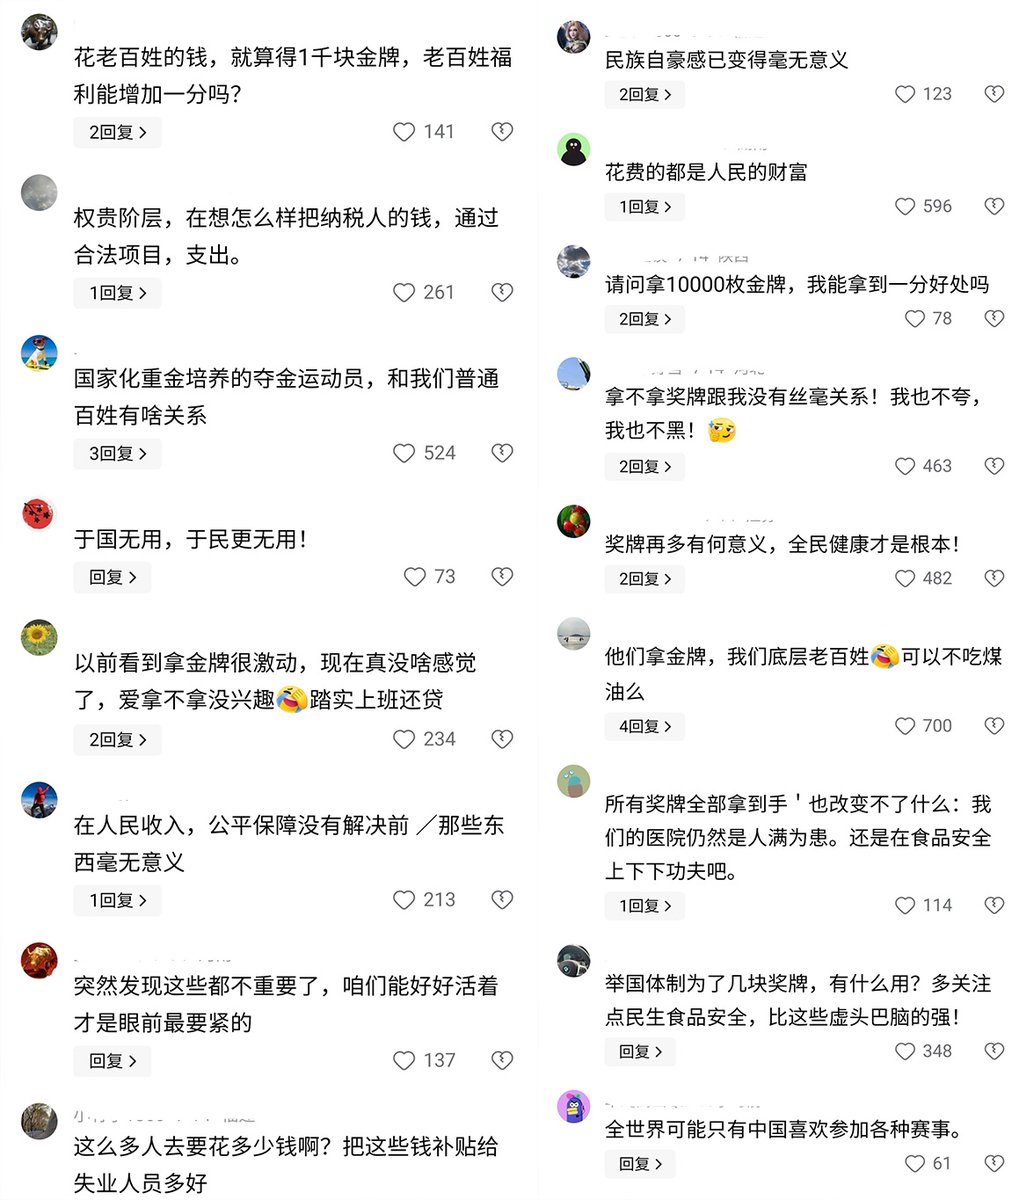 花老百姓的钱，就算得1千块金牌，老百姓福
利能增加一分吗？
2回复 >
141
权贵阶层，在想怎么样把纳税人的钱，通过
合法项目，支出。
1回复 >
261
国家化重金培养的夺金运动员，和我们普通
百姓有啥关系
3回复 >
524
于国无用，于民更无用！
回复 >
73
以前看到拿金牌很激动，现在真没啥感觉
了，爱拿不拿没兴趣🤣踏实上班还贷
2回复 >
234
在人民收入，公平保障没有解决前 ／那些东
西毫无意义
1回复 >
213
突然发现这些都不重要了，咱们能好好活着
才是眼前最要紧的
回复 >
137
这么多人去要花多少钱啊？把这些钱补贴给
失业人员多好
民族自豪感已变得毫无意义
2回复 >
123
花费的都是人民的财富
1回复 >
596
请问拿10000枚金牌，我能拿到一分好处吗
2回复 >
78
拿不拿奖牌跟我没有丝毫关系！我也不夸，
我也不黑！
2回复 >
463
奖牌再多有何意义，全民健康才是根本！
2回复 >
482
他们拿金牌，我们底层老百姓🤣可以不吃煤
油么
4回复 >
700
所有奖牌全部拿到手＇也改变不了什么：我
们的医院仍然是人满为患。还是在食品安全
上下下功夫吧。
1回复 >
114
举国体制为了几块奖牌，有什么用？多关注
点民生食品安全，比这些虚头巴脑的强！
回复 >
348
全世界可能只有中国喜欢参加各种赛事。
回复 >
61